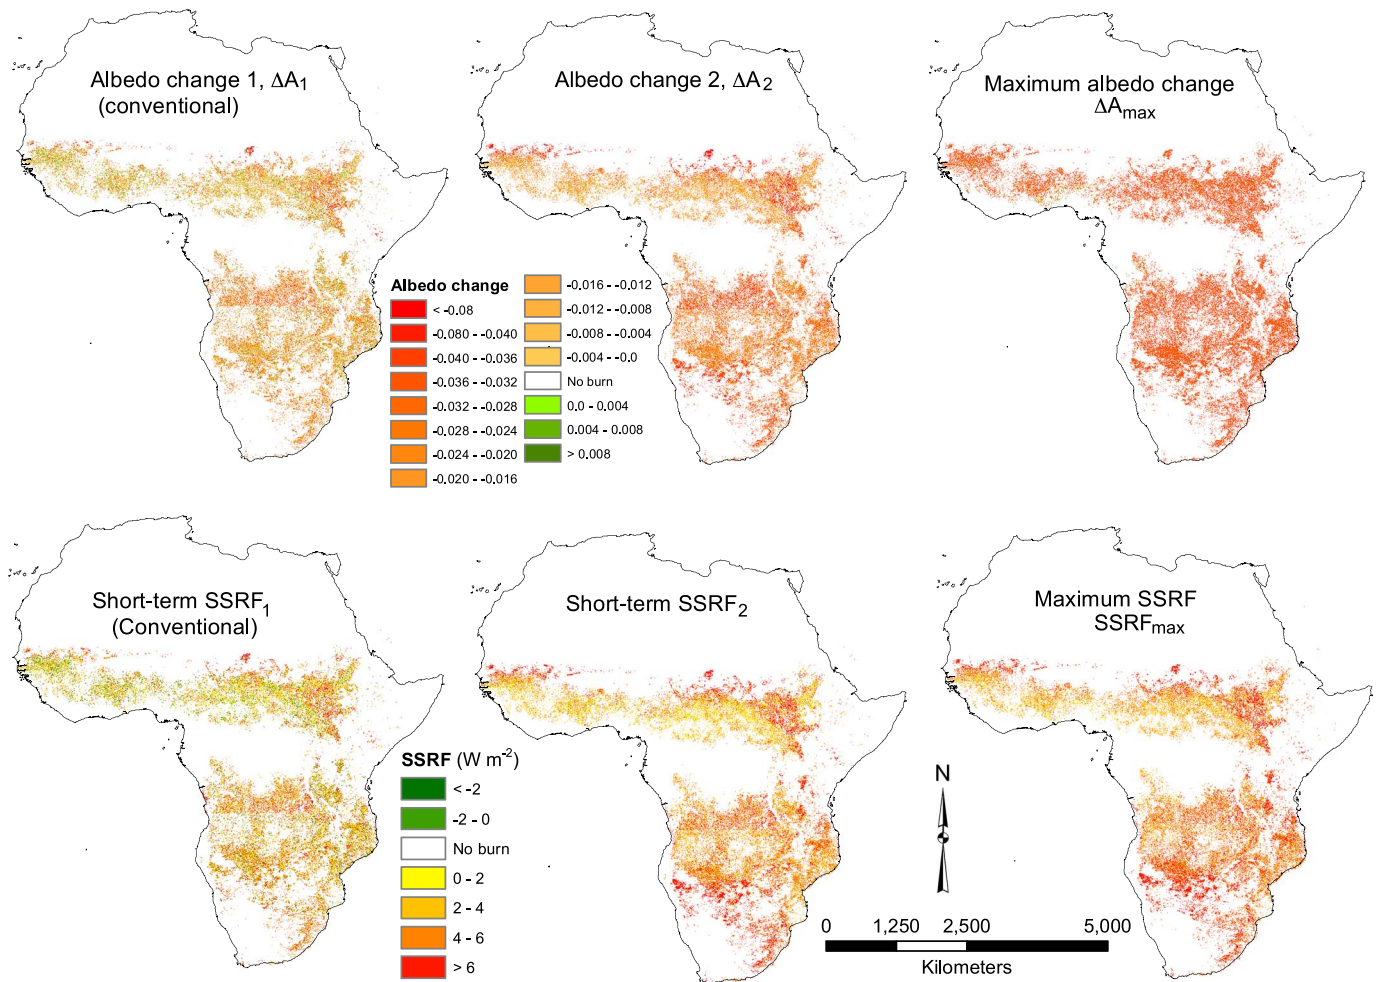 Albedo change 1, ΔA1
(conventional)
Albedo change 2, ΔA2
Maximum albedo change
ΔAmax
Albedo change
< -0.08
-0.080 - -0.040
-0.040 - -0.036
-0.036 - -0.032
-0.032 - -0.028
-0.028 - -0.024
-0.024 - -0.020
-0.020 - -0.016
-0.016 - -0.012
-0.012 - -0.008
-0.008 - -0.004
-0.004 - -0.0
No burn
0.0 - 0.004
0.004 - 0.008
> 0.008
Short-term SSRF1
(Conventional)
Short-term SSRF2
Maximum SSRF
SSRFmax
SSRF (W m-2)
< -2
-2 - 0
No burn
0 - 2
2 - 4
4 - 6
> 6
N
0 1,250 2,500 5,000
Kilometers